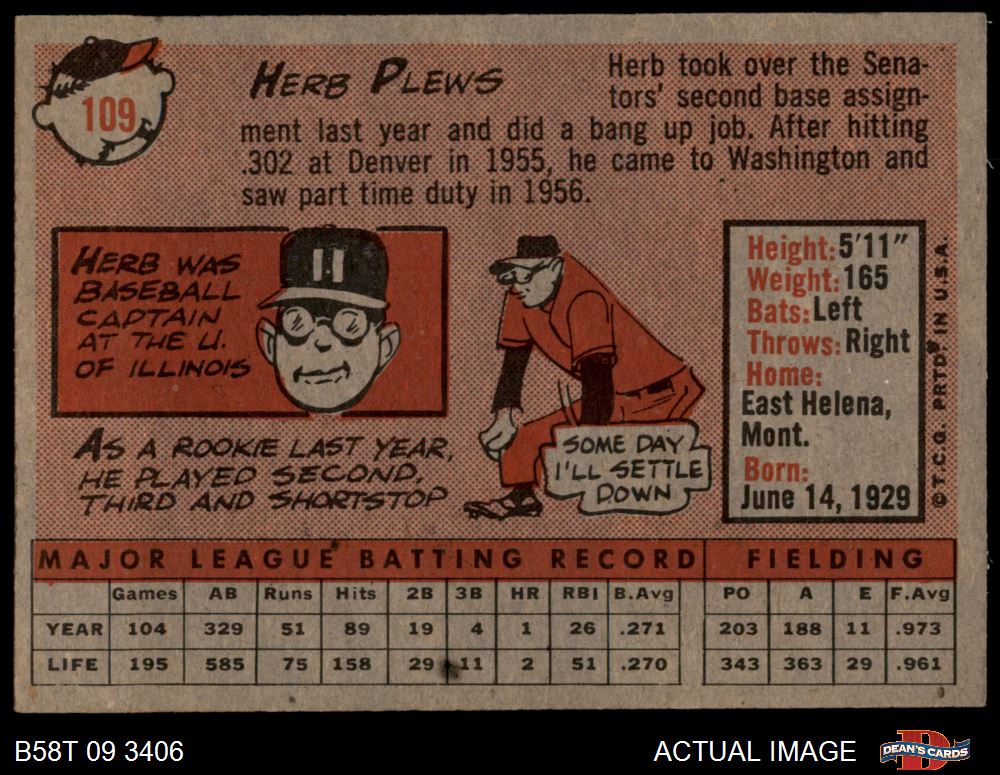 109
HERB PLEWS
Herb took over the Sena-
tors' second base assign-
ment last year and did a bang up job. After hitting
.302 at Denver in 1955, he came to Washington and
saw part time duty in 1956.
HERB WAS
BASEBALL
CAPTAIN
AT THE U.
OF ILLINOIS
AS A ROOKIE LAST YEAR,
HE PLAYED SECOND,
THIRD AND SHORTSTOP
SOME DAY
I'LL SETTLE
DOWN
Height: 5'11"
Weight: 165
Bats: Left
Throws: Right
Home:
East Helena,
Mont.
Born:
June 14, 1929
© T.C.G. PRTD. IN U.S.A.
MAJOR LEAGUE BATTING RECORD FIELDING
Games AB Runs Hits 2B 3B HR RBI B.Avg PO A E F.Avg
YEAR 104 329 51 89 19 4 1 26 .271 203 188 11 .973
LIFE 195 585 75 158 29 11 2 51 .270 343 363 29 .961
B58T 09 3406
ACTUAL IMAGE
D
DEAN'S CARDS